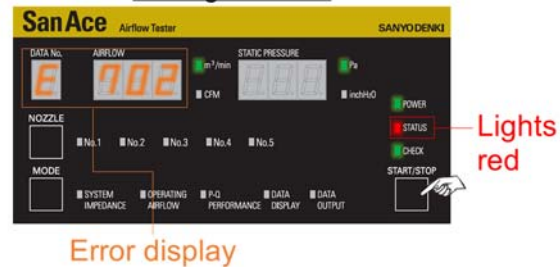 San Ace Airflow Tester SANYO DENKI
DATA No. AIRFLOW STATIC PRESSURE
E 702 m³/min Pa
CFM inchH₂O
POWER
STATUS
CHECK
Lights
red
NOZZLE
No.1 No.2 No.3 No.4 No.5
MODE
START/STOP
SYSTEM IMPEDANCE
OPERATING AIRFLOW
P-Q PERFORMANCE
DATA DISPLAY
DATA OUTPUT
Error display